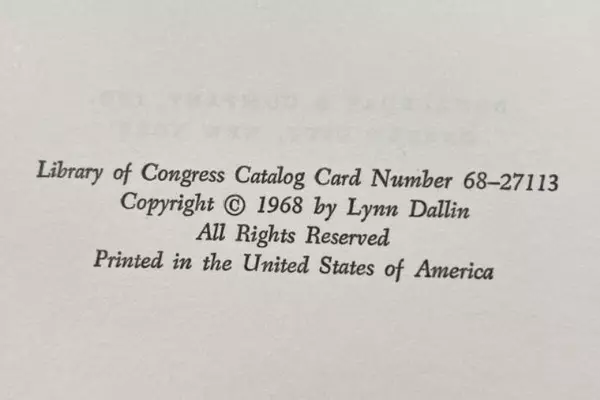 Library of Congress Catalog Card Number 68–27113
Copyright © 1968 by Lynn Dallin
All Rights Reserved
Printed in the United States of America